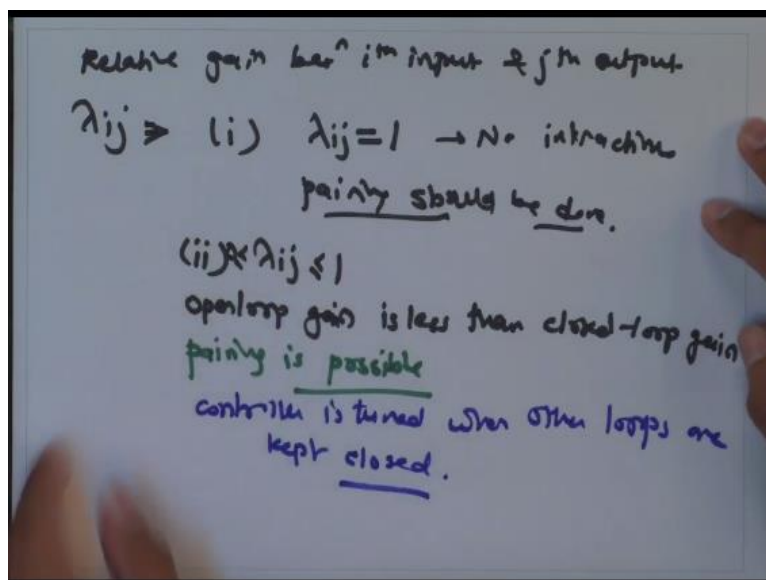 Relative gain betⁿ iᵗʰ input & jᵗʰ output
λij ⇒ (i) λij = 1 → No interaction
pairing should be done.
(ii) 0< λij < 1
openloop gain is less than closed-loop gain
pairing is possible
controller is tuned when other loops are
kept closed.